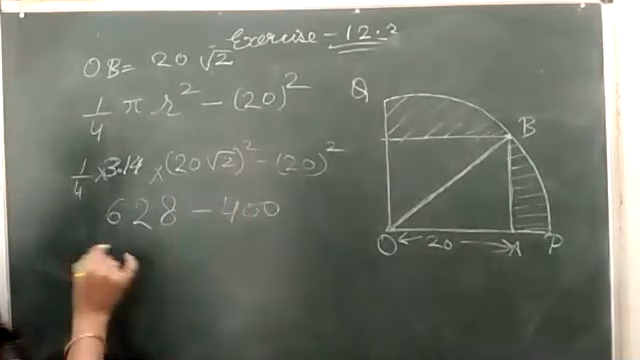 Exercise - 12.2
OB = 20 √2
1/4 π r² - (20)²
1/4 × 3.14 × (20√2)² - (20)²
628 - 400
Q
B
O
20
A
P